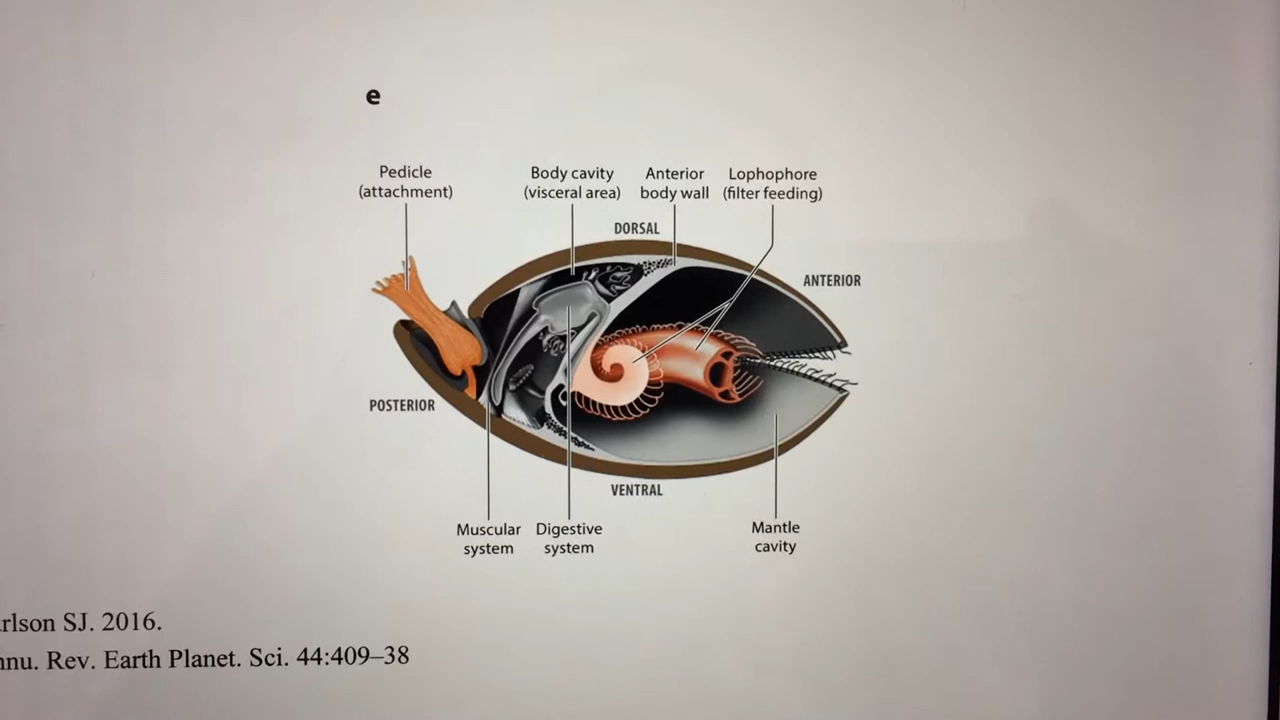 e
Pedicle
(attachment)
Body cavity
(visceral area)
Anterior
body wall
Lophophore
(filter feeding)
DORSAL
ANTERIOR
POSTERIOR
VENTRAL
Muscular
system
Digestive
system
Mantle
cavity
rlson SJ. 2016.
nnu. Rev. Earth Planet. Sci. 44:409–38